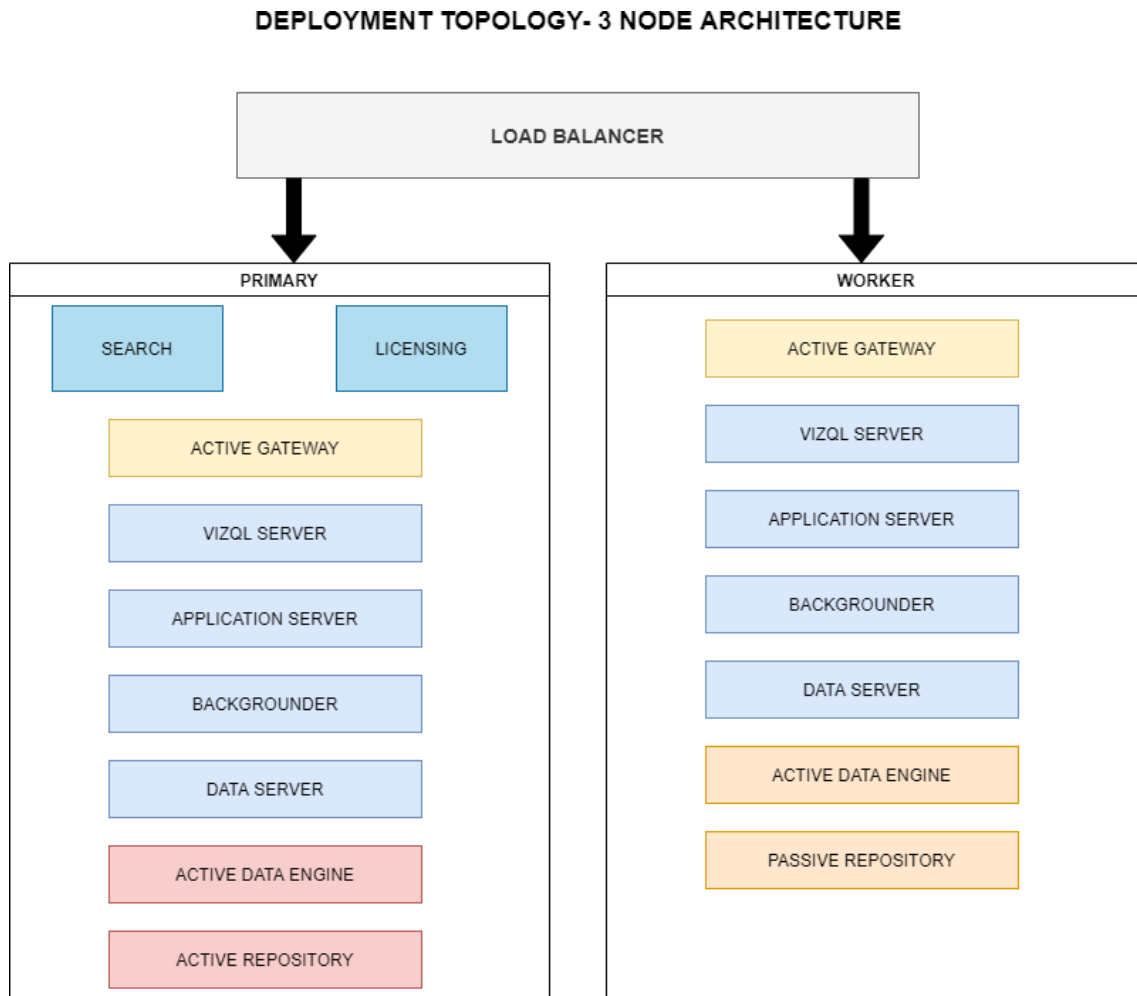 DEPLOYMENT TOPOLOGY- 3 NODE ARCHITECTURE
LOAD BALANCER
PRIMARY
SEARCH
LICENSING
ACTIVE GATEWAY
VIZQL SERVER
APPLICATION SERVER
BACKGROUNDER
DATA SERVER
ACTIVE DATA ENGINE
ACTIVE REPOSITORY
WORKER
ACTIVE GATEWAY
VIZQL SERVER
APPLICATION SERVER
BACKGROUNDER
DATA SERVER
ACTIVE DATA ENGINE
PASSIVE REPOSITORY